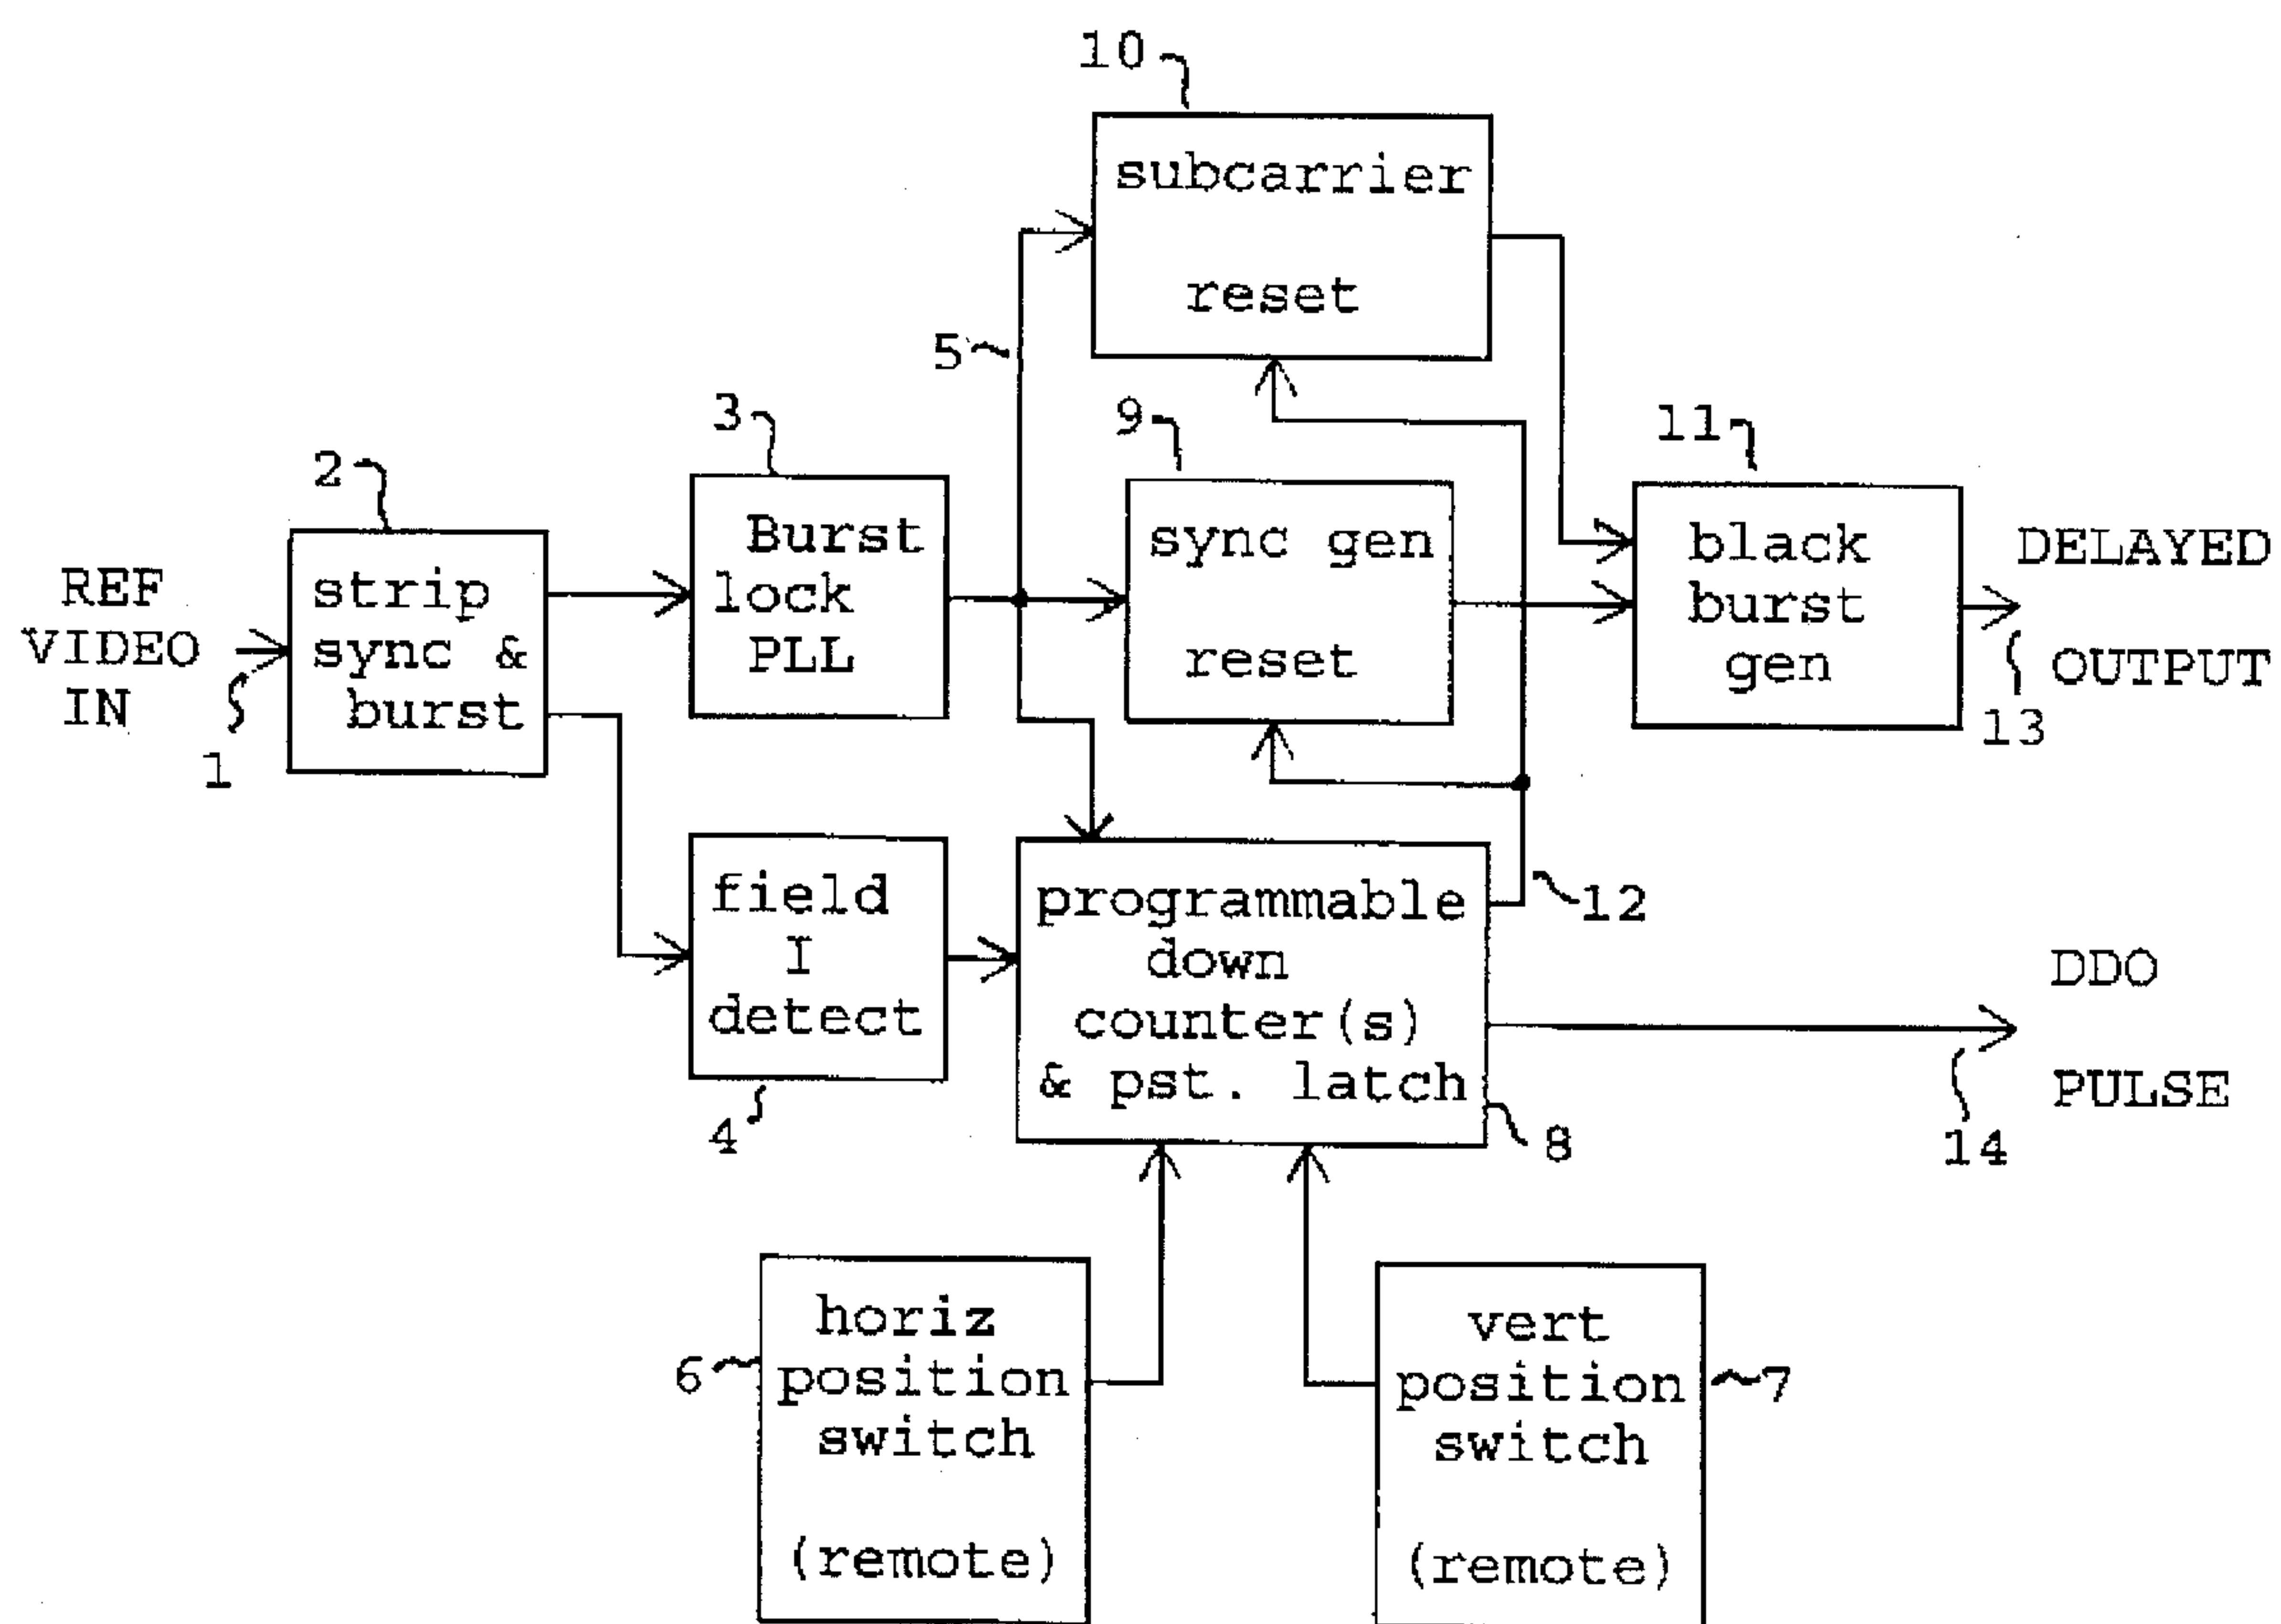 10
subcarrier
reset
5
3
9
11
2
REF
VIDEO
IN
1
strip
sync &
burst
Burst
lock
PLL
sync gen
reset
black
burst
gen
DELAYED
OUTPUT
13
field
I
detect
4
programmable
down
counter(s)
& pst. latch
12
8
DDO
PULSE
14
6
horiz
position
switch
(remote)
vert
position
switch
(remote)
7